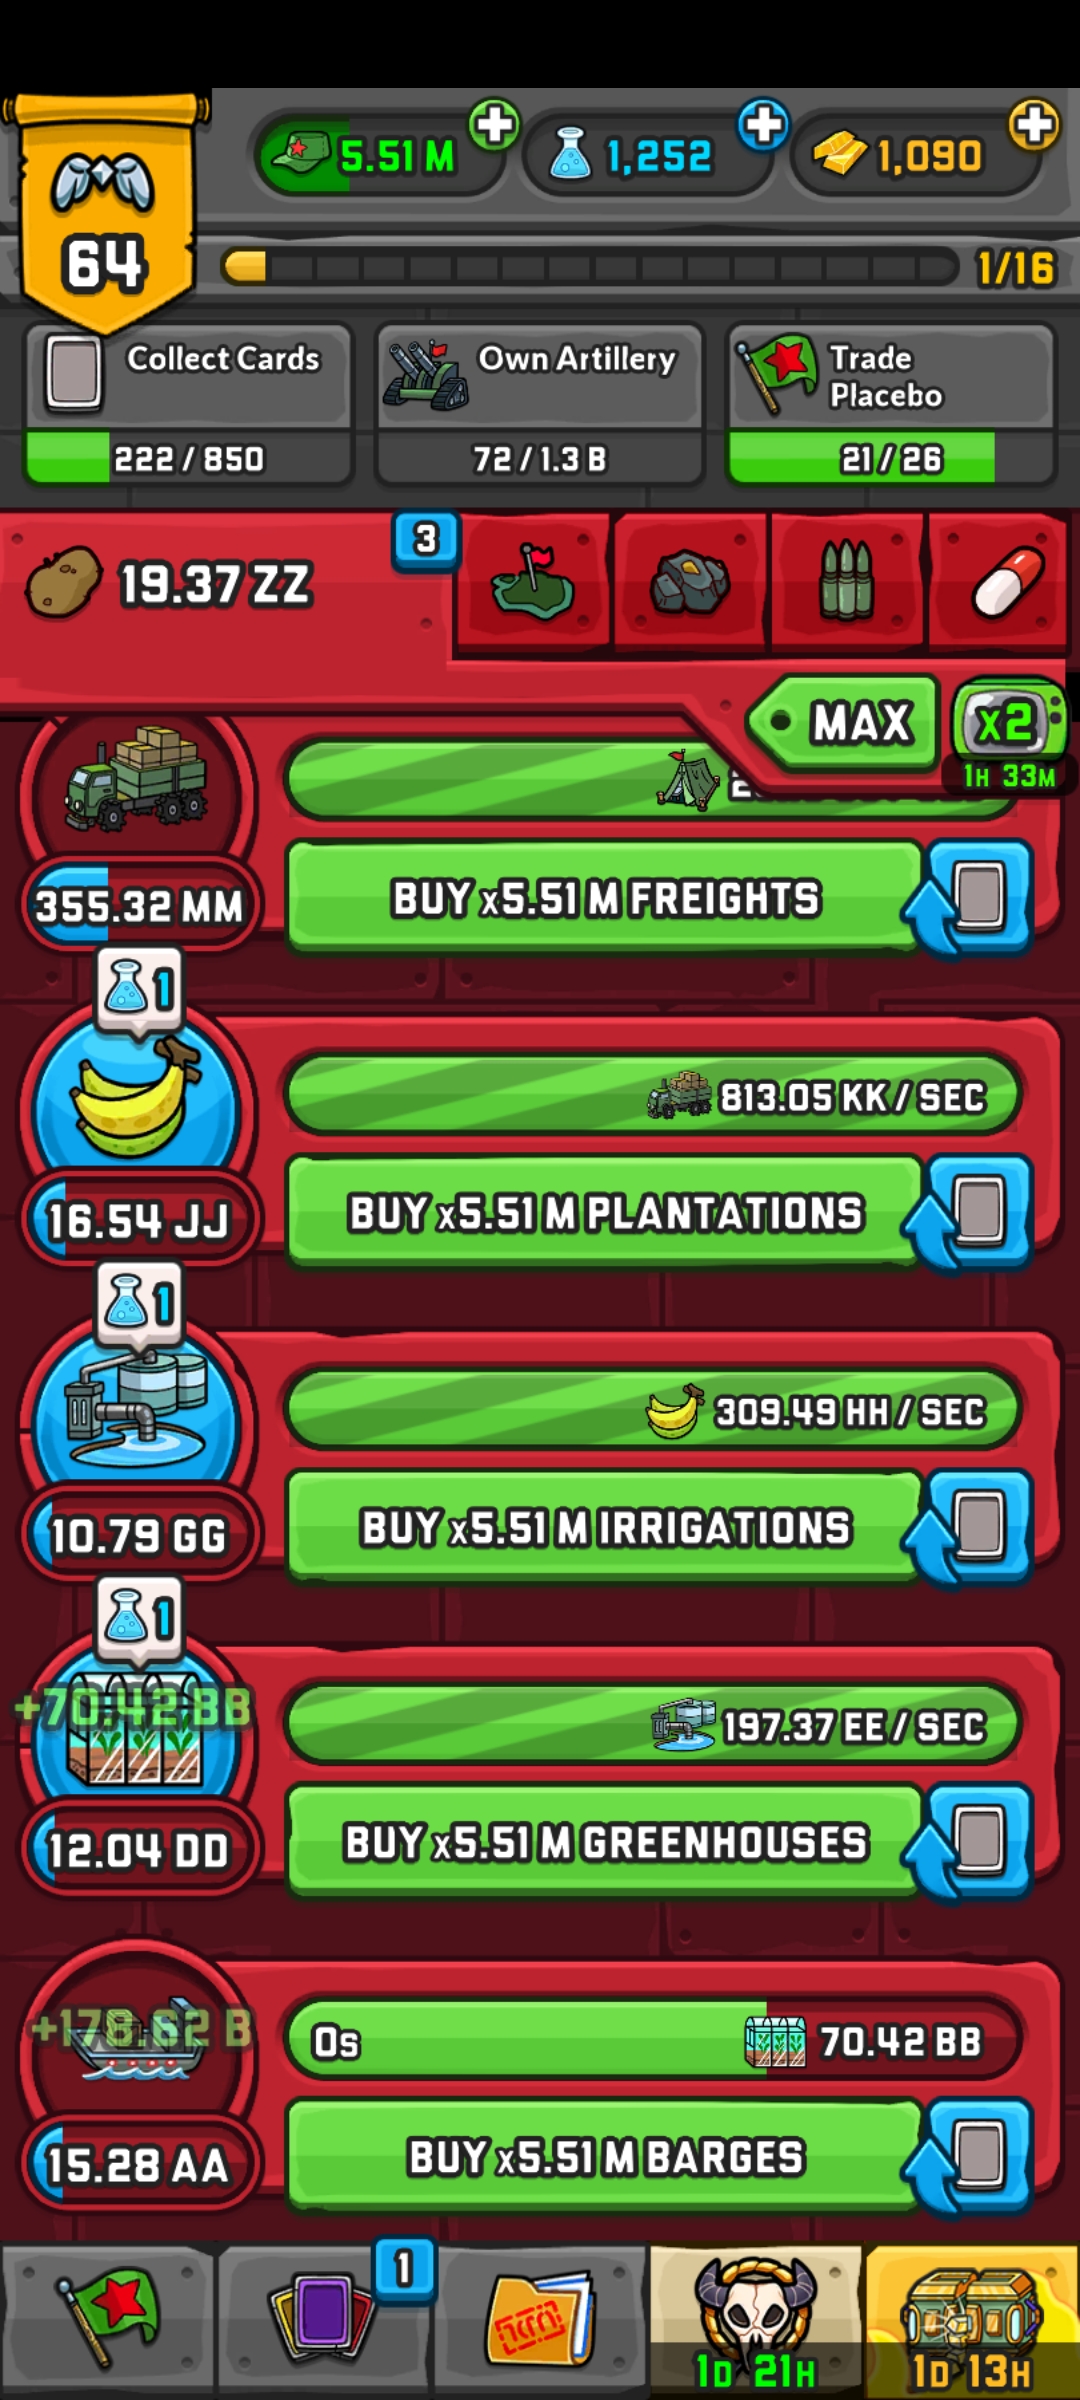 5.51 M
1,252
1,090
64
1/16
Collect Cards
Own Artillery
Trade
Placebo
222 / 850
72 / 1.3 B
21 / 26
19.37 ZZ
3
MAX
x2
1H 33M
355.32 MM
BUY x5.51 M FREIGHTS
1
813.05 KK / SEC
16.54 JJ
BUY x5.51 M PLANTATIONS
1
309.49 HH / SEC
10.79 GG
BUY x5.51 M IRRIGATIONS
1
+70.42 BB
197.37 EE / SEC
12.04 DD
BUY x5.51 M GREENHOUSES
+178.62 B
0s
70.42 BB
15.28 AA
BUY x5.51 M BARGES
1
1D 21H
1D 13H